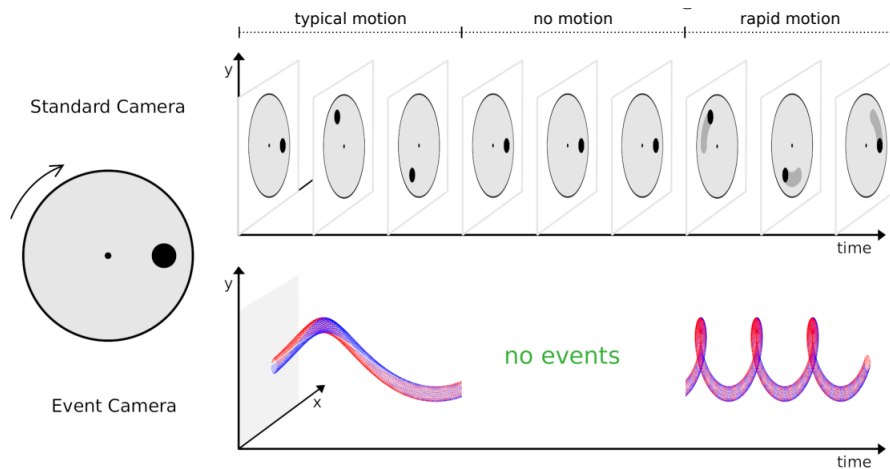 typical motion
no motion
rapid motion
y
Standard Camera
time
y
no events
x
Event Camera
time